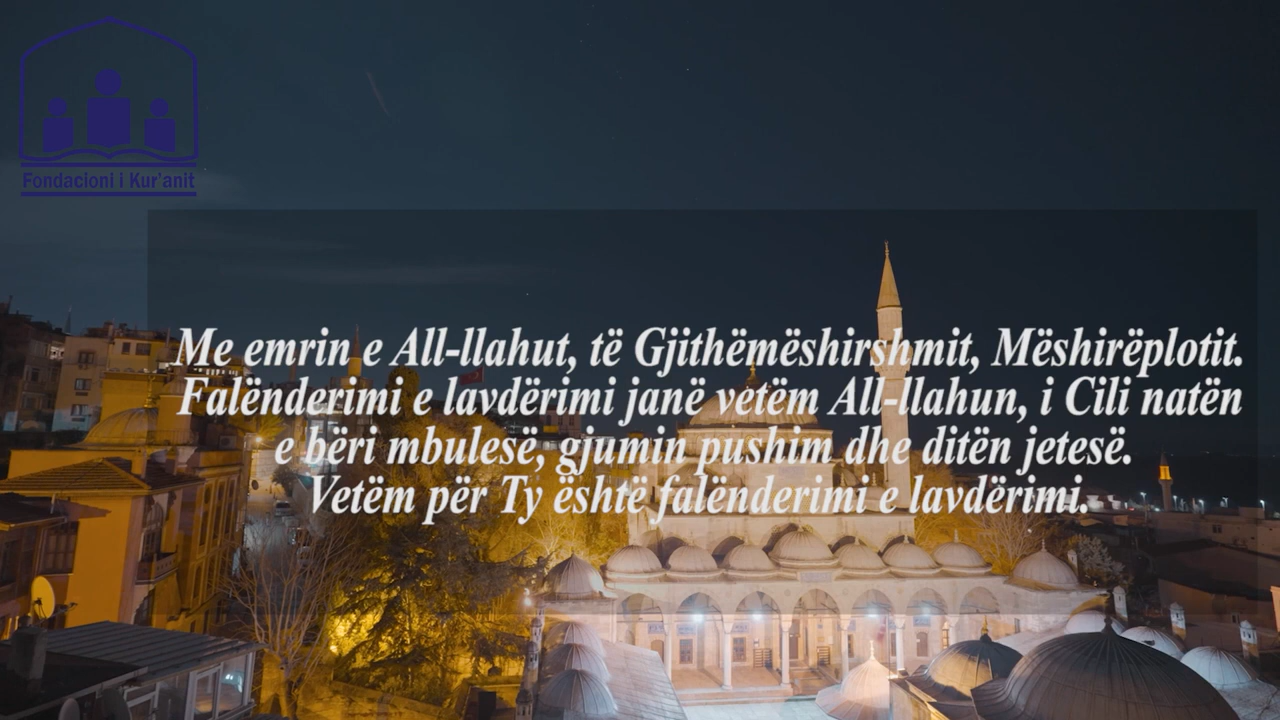 Fondacioni i Kur'anit
Me emrin e All-llahut, të Gjithëmëshirshmit, Mëshirëplotit.
Falënderimi e lavdërimi janë vetëm All-llahun, i Cili natën
e bëri mbulesë, gjumin pushim dhe ditën jetesë.
Vetëm për Ty është falënderimi e lavdërimi.